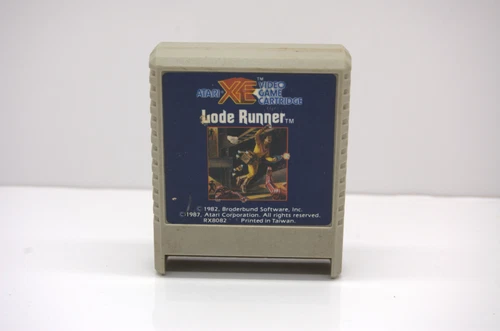 ATARI XE™ VIDEO
GAME
CARTRIDGE
Lode Runner™
© 1982, Broderbund Software, Inc.
© 1987, Atari Corporation. All rights reserved.
RX8082 Printed in Taiwan.